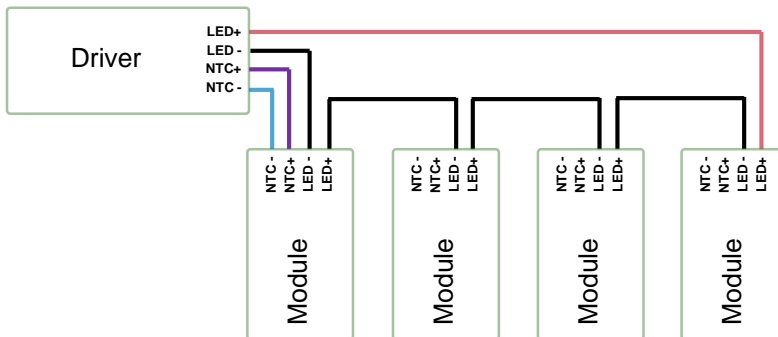 Driver
LED+
LED -
NTC+
NTC -
NTC -
NTC+
LED -
LED+
Module
NTC -
NTC+
LED -
LED+
Module
NTC -
NTC+
LED -
LED+
Module
NTC -
NTC+
LED -
LED+
Module